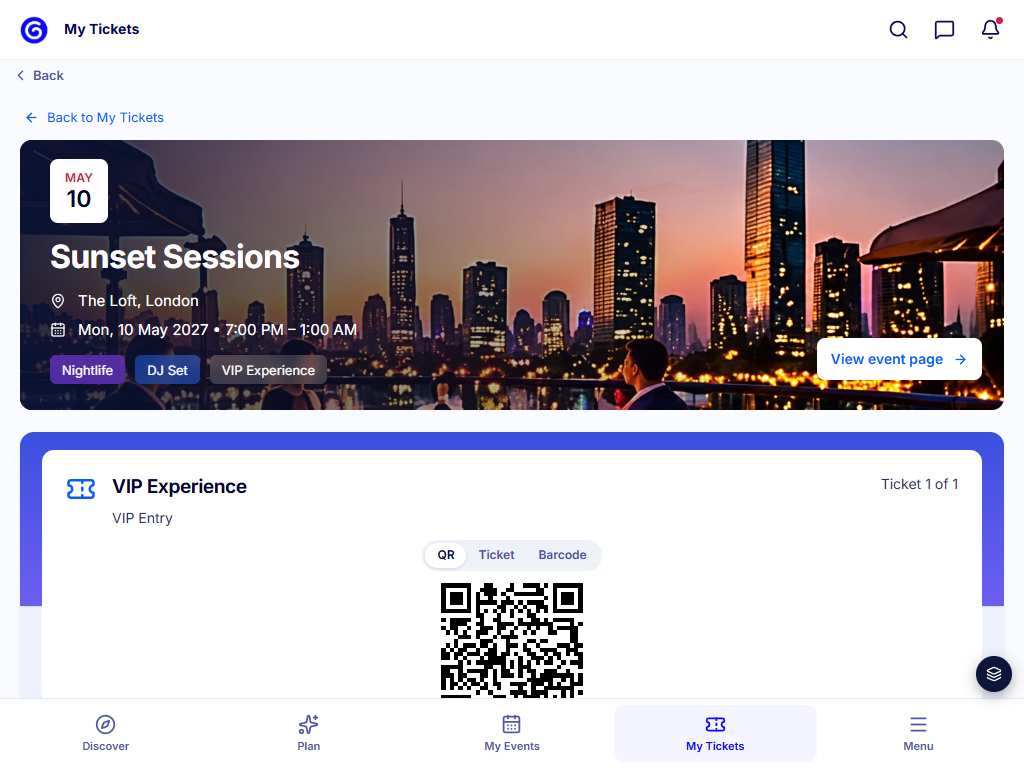 My Tickets
Back
Back to My Tickets
MAY
10
Sunset Sessions
The Loft, London
Mon, 10 May 2027 • 7:00 PM – 1:00 AM
Nightlife DJ Set VIP Experience
View event page
VIP Experience
Ticket 1 of 1
VIP Entry
QR Ticket Barcode
Discover Plan My Events My Tickets Menu